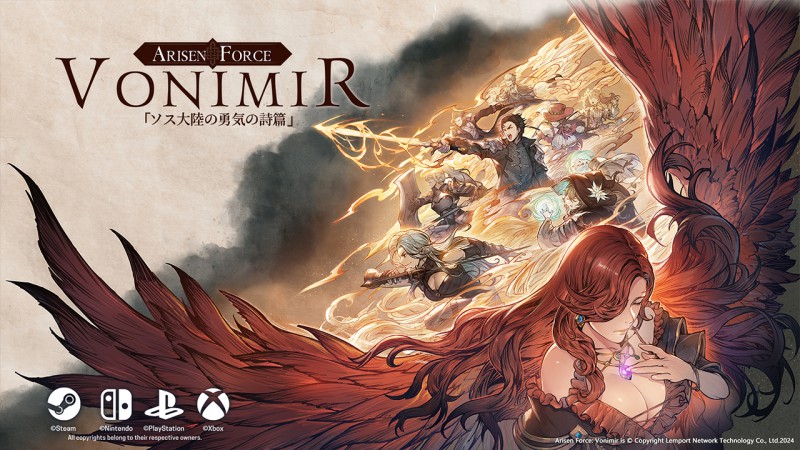 ARISEN FORCE
VONIMIR
「ソス大陸の勇気の詩篇」
©Steam ©Nintendo ©PlayStation ©Xbox
All copyrights belong to their respective owners.
Arisen Force: Vonimir is © Copyright Lemport Network Technology Co., Ltd.2024